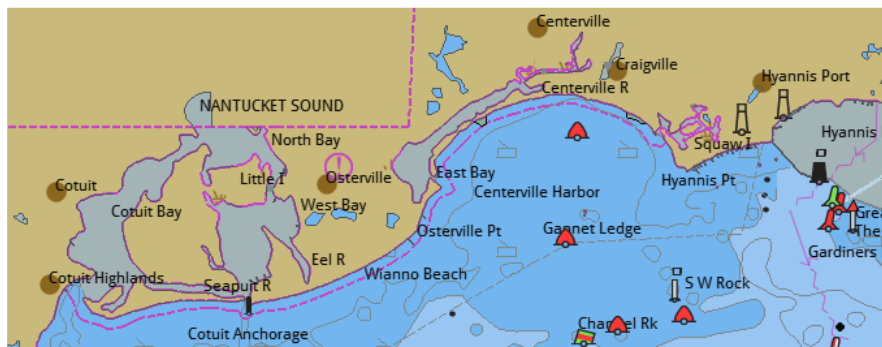 Centerville
Craigville
Hyannis Port
Centerville R
NANTUCKET SOUND
North Bay
Squaw I
Hyannis
East Bay
Little I
Osterville
Hyannis Pt
Cotuit
Centerville Harbor
West Bay
Cotuit Bay
Osterville Pt
Gannet Ledge
Grea
The
Gardiners
Eel R
Wianno Beach
Cotuit Highlands
Seapuit R
S W Rock
Channel Rk
Cotuit Anchorage